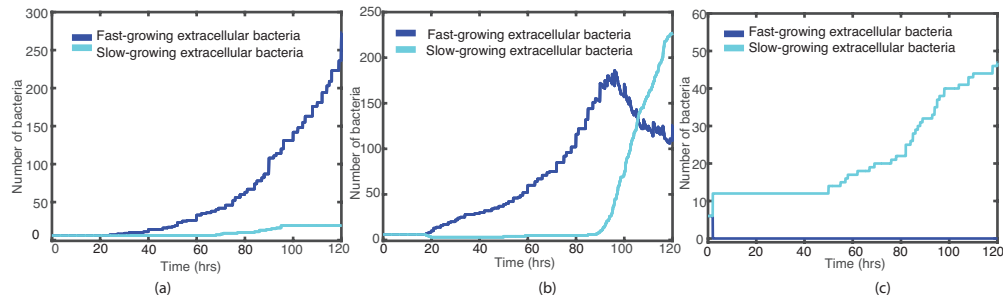 300
250
200
150
100
50
0
Number of bacteria
Fast-growing extracellular bacteria
Slow-growing extracellular bacteria
0 20 40 60 80 100 120
Time (hrs)
(a)
250
200
150
100
50
0
Number of bacteria
Fast-growing extracellular bacteria
Slow-growing extracellular bacteria
0 20 40 60 80 100 120
Time (hrs)
(b)
60
50
40
30
20
10
0
Number of bacteria
Fast-growing extracellular bacteria
Slow-growing extracellular bacteria
0 20 40 60 80 100 120
Time (hrs)
(c)